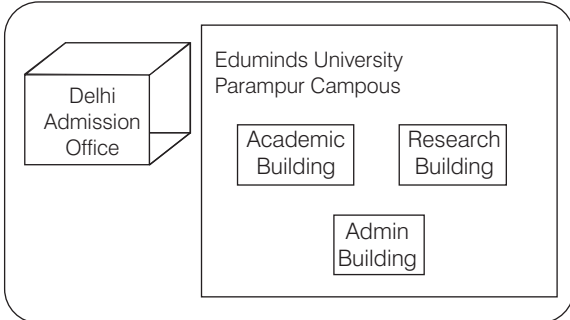 Delhi
Admission
Office
Eduminds University
Parampur Campous
Academic
Building
Research
Building
Admin
Building